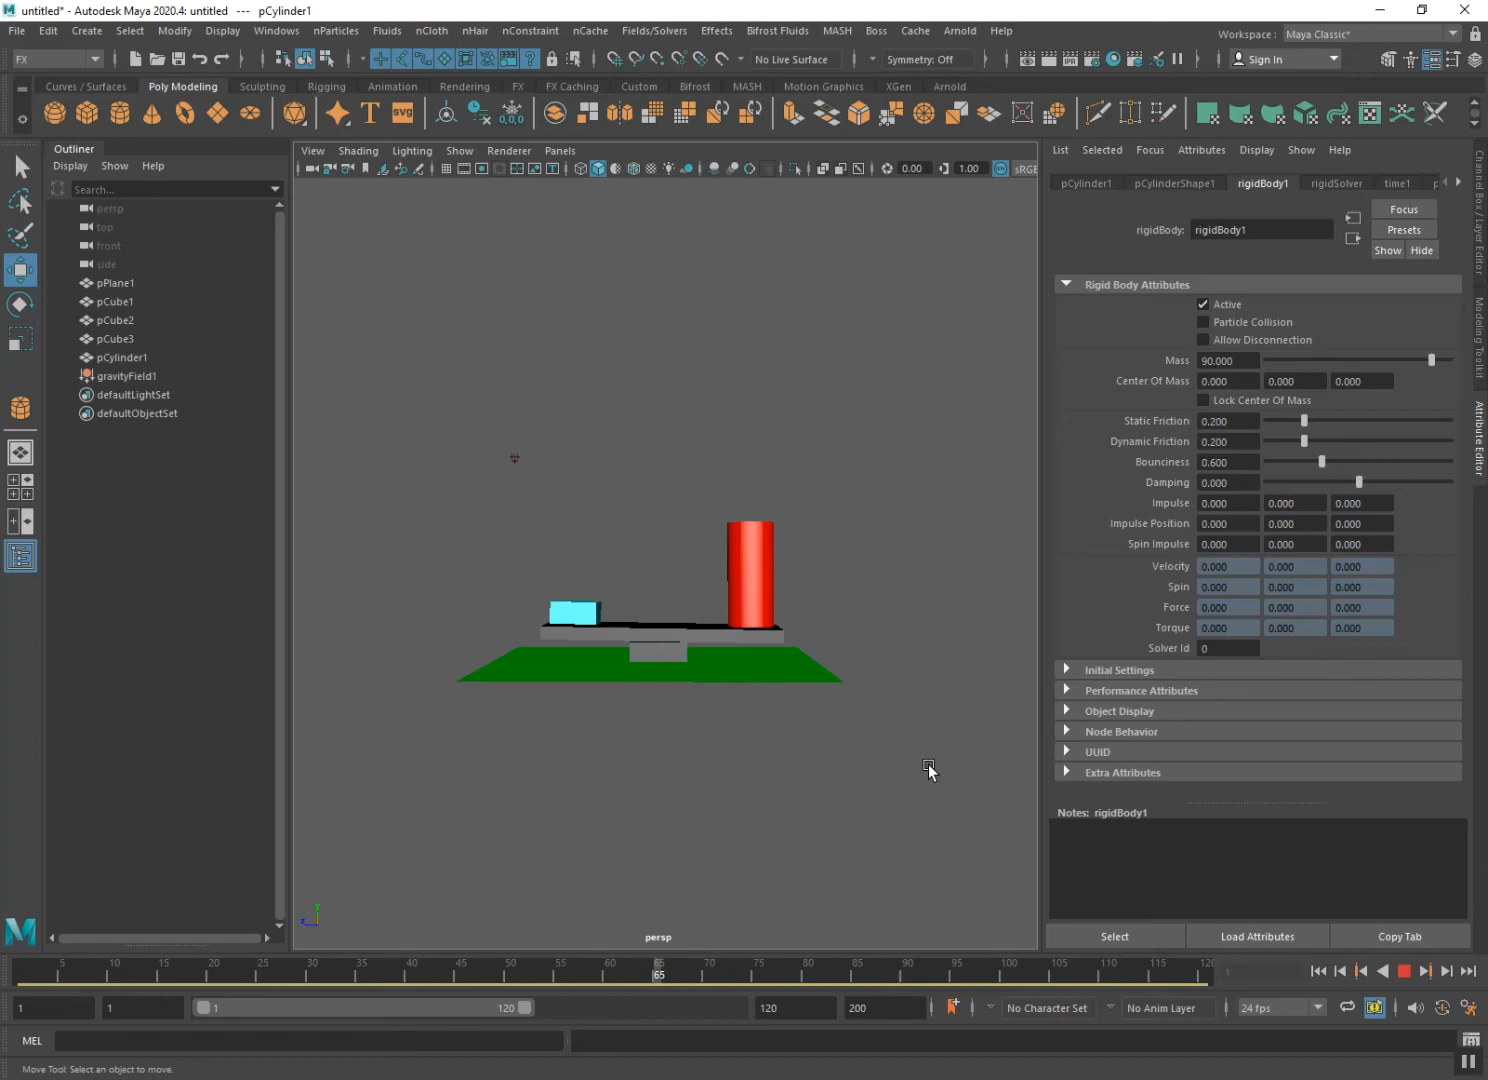 untitled* - Autodesk Maya 2020.4: untitled --- pCylinder1
File Edit Create Select Modify Display Windows nParticles Fluids nCloth nHair nConstraint nCache Fields/Solvers Effects Bifrost Fluids MASH Boss Cache Arnold Help
Workspace : Maya Classic*
FX
No Live Surface
Symmetry: Off
Sign In
Curves / Surfaces Poly Modeling Sculpting Rigging Animation Rendering FX FX Caching Custom Bifrost MASH Motion Graphics XGen Arnold
SVG
Outliner
Display Show Help
Search...
persp
top
front
side
pPlane1
pCube1
pCube2
pCube3
pCylinder1
gravityField1
defaultLightSet
defaultObjectSet
View Shading Lighting Show Renderer Panels
0.00 1.00 sRGE
persp
List Selected Focus Attributes Display Show Help
pCylinder1 pCylinderShape1 rigidBody1 rigidSolver time1
rigidBody: rigidBody1
Focus
Presets
Show Hide
Rigid Body Attributes
Active
Particle Collision
Allow Disconnection
Mass 90.000
Center Of Mass 0.000 0.000 0.000
Lock Center Of Mass
Static Friction 0.200
Dynamic Friction 0.200
Bounciness 0.600
Damping 0.000
Impulse 0.000 0.000 0.000
Impulse Position 0.000 0.000 0.000
Spin Impulse 0.000 0.000 0.000
Velocity 0.000 0.000 0.000
Spin 0.000 0.000 0.000
Force 0.000 0.000 0.000
Torque 0.000 0.000 0.000
Solver Id 0
Initial Settings
Performance Attributes
Object Display
Node Behavior
UUID
Extra Attributes
Notes: rigidBody1
Select Load Attributes Copy Tab
Channel Box / Layer Editor
Modeling Toolkit
Attribute Editor
5 10 15 20 25 30 35 40 45 50 55 60 65 70 75 80 85 90 95 100 105 110 115 120
65
1
1 1 1 120 120 200
No Character Set No Anim Layer 24 fps
MEL
Move Tool: Select an object to move.